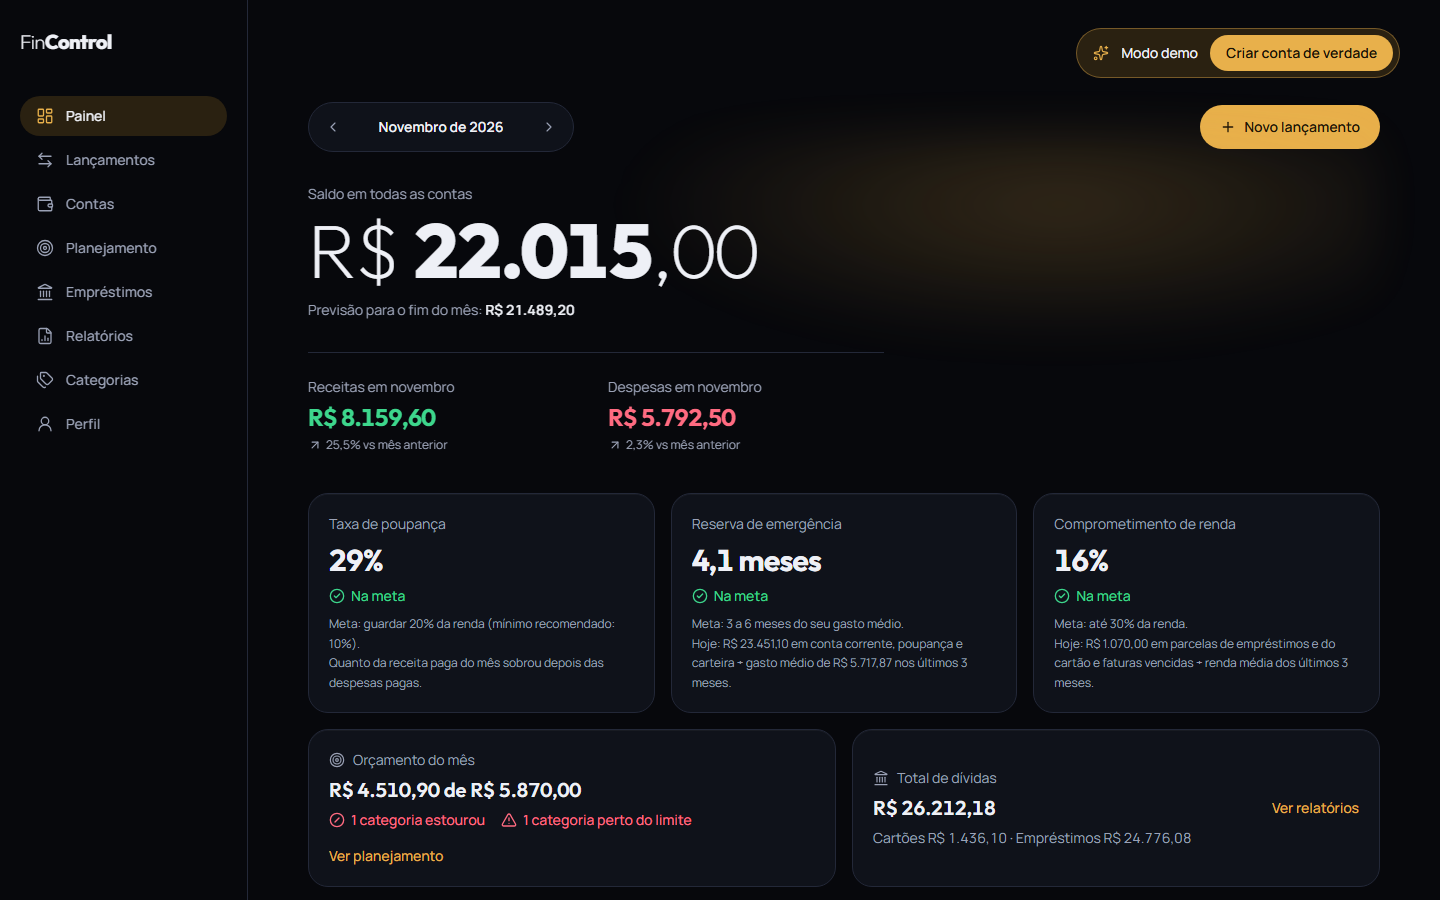 FinControl
Modo demo
Criar conta de verdade
Painel
Lançamentos
Contas
Planejamento
Empréstimos
Relatórios
Categorias
Perfil
Novembro de 2026
Novo lançamento
Saldo em todas as contas
R$ 22.015,00
Previsão para o fim do mês: R$ 21.489,20
Receitas em novembro
R$ 8.159,60
25,5% vs mês anterior
Despesas em novembro
R$ 5.792,50
2,3% vs mês anterior
Taxa de poupança
29%
Na meta
Meta: guardar 20% da renda (mínimo recomendado:
10%).
Quanto da receita paga do mês sobrou depois das
despesas pagas.
Reserva de emergência
4,1 meses
Na meta
Meta: 3 a 6 meses do seu gasto médio.
Hoje: R$ 23.451,10 em conta corrente, poupança e
carteira ÷ gasto médio de R$ 5.717,87 nos últimos 3
meses.
Comprometimento de renda
16%
Na meta
Meta: até 30% da renda.
Hoje: R$ 1.070,00 em parcelas de empréstimos e do
cartão e faturas vencidas ÷ renda média dos últimos 3
meses.
Orçamento do mês
R$ 4.510,90 de R$ 5.870,00
1 categoria estourou
1 categoria perto do limite
Ver planejamento
Total de dívidas
R$ 26.212,18
Ver relatórios
Cartões R$ 1.436,10 · Empréstimos R$ 24.776,08